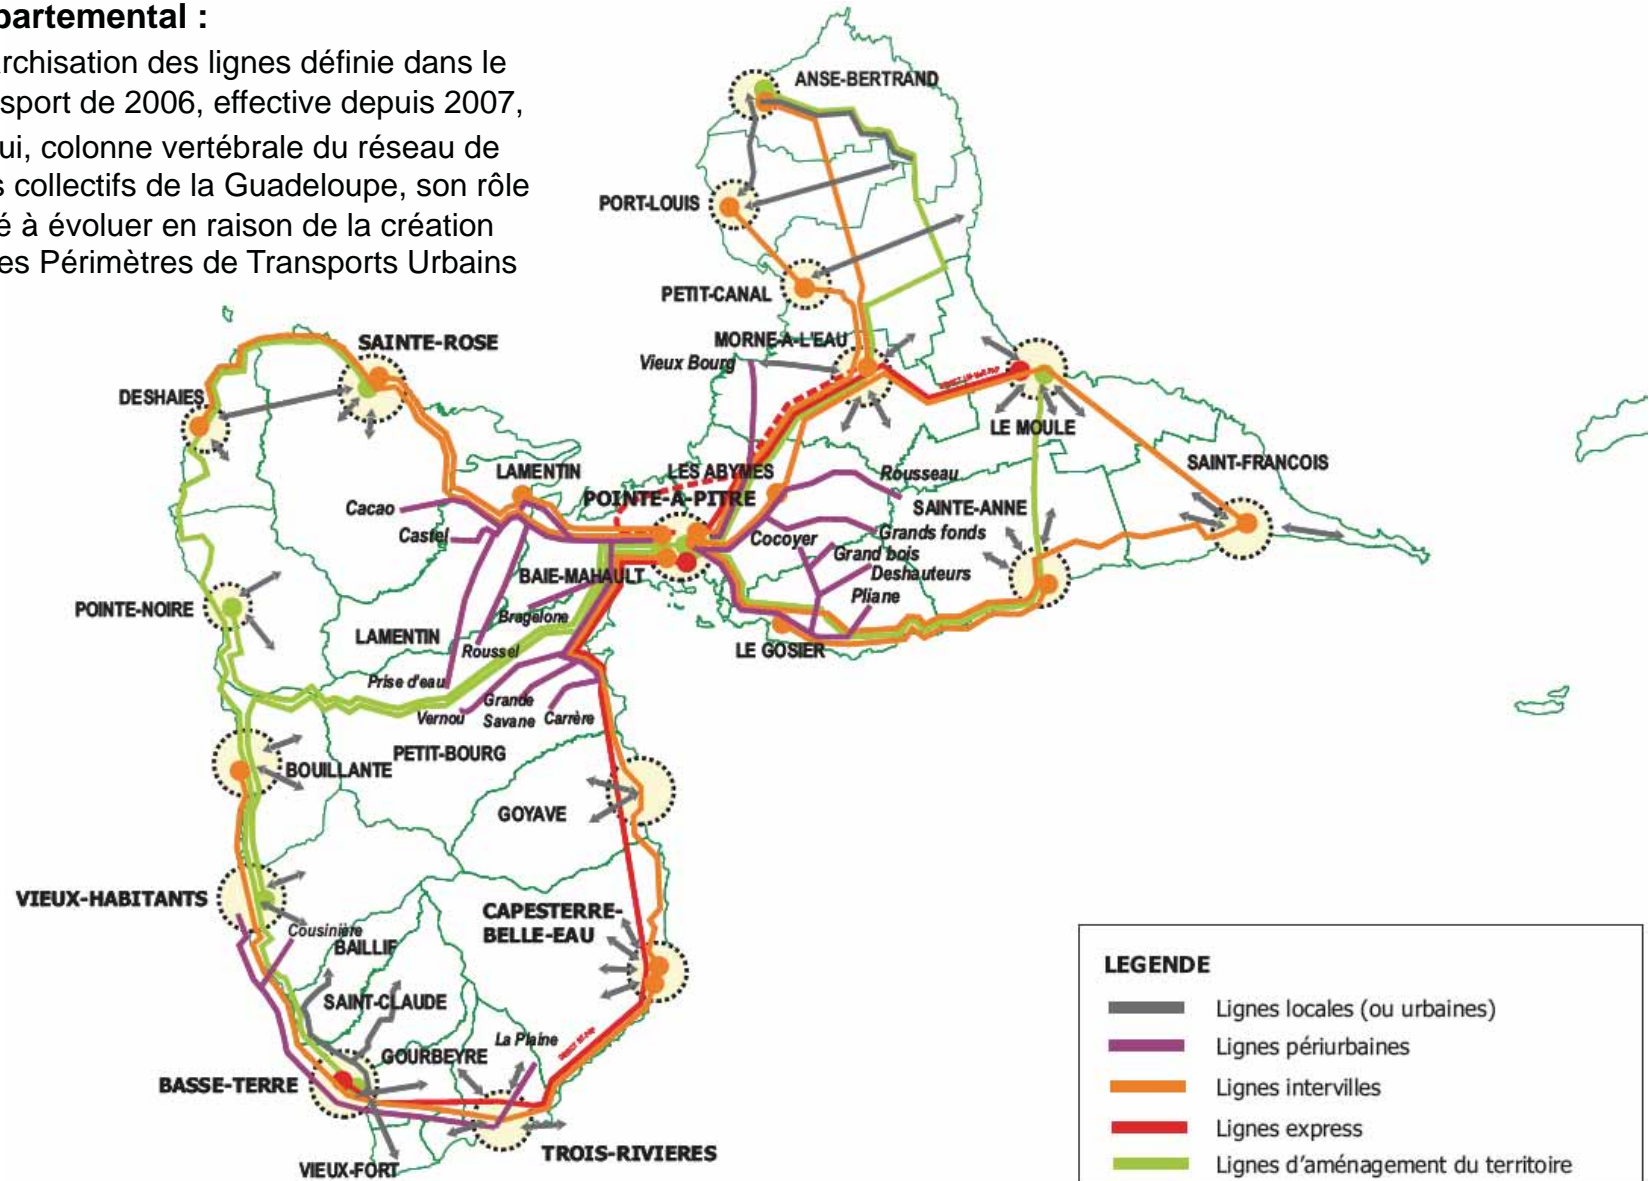 partemental :
rchisation des lignes définie dans le
sport de 2006, effective depuis 2007,
ui, colonne vertébrale du réseau de
s collectifs de la Guadeloupe, son rôle
é à évoluer en raison de la création
es Périmètres de Transports Urbains
ANSE-BERTRAND
PORT-LOUIS
PETIT-CANAL
MORNE-A-L'EAU
Vieux Bourg
SAINTE-ROSE
DESHAIES
LE MOULE
SAINT-FRANCOIS
LAMENTIN
LES ABYMES
POINTE-A-PITRE
Rousseau
SAINTE-ANNE
Cacao
Castel
Cocoyer
Grands fonds
Grand bois
Deshauteurs
Pliane
BAIE-MAHAULT
Bragelone
POINTE-NOIRE
LAMENTIN
Roussel
LE GOSIER
Prise d'eau
Vernou
Grande
Savane
Carrère
PETIT-BOURG
BOUILLANTE
GOYAVE
VIEUX-HABITANTS
Cousinière
BAILLIF
CAPESTERRE-
BELLE-EAU
SAINT-CLAUDE
La Plaine
GOURBEYRE
BASSE-TERRE
TROIS-RIVIERES
VIEUX-FORT
LEGENDE
Lignes locales (ou urbaines)
Lignes périurbaines
Lignes intervilles
Lignes express
Lignes d'aménagement du territoire